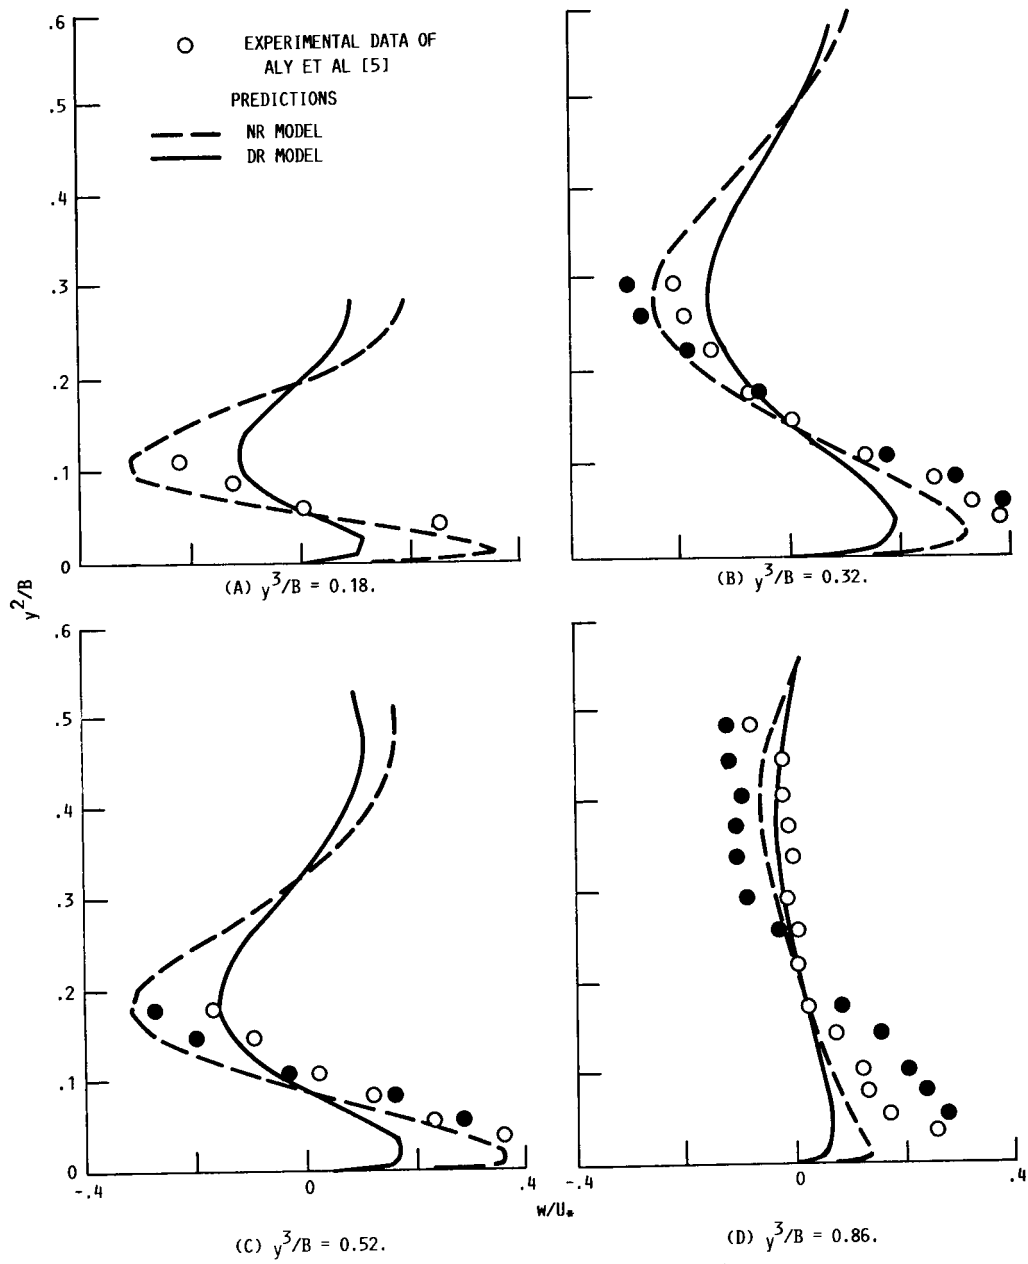 .6
EXPERIMENTAL DATA OF
ALY ET AL [5]
PREDICTIONS
NR MODEL
DR MODEL
.5
.4
.3
.2
.1
0
(A) y³/B = 0.18.
(B) y³/B = 0.32.
y²/B
.6
.5
.4
.3
.2
.1
0
-.4
0
.4
-.4
0
.4
w/U*
(C) y³/B = 0.52.
(D) y³/B = 0.86.